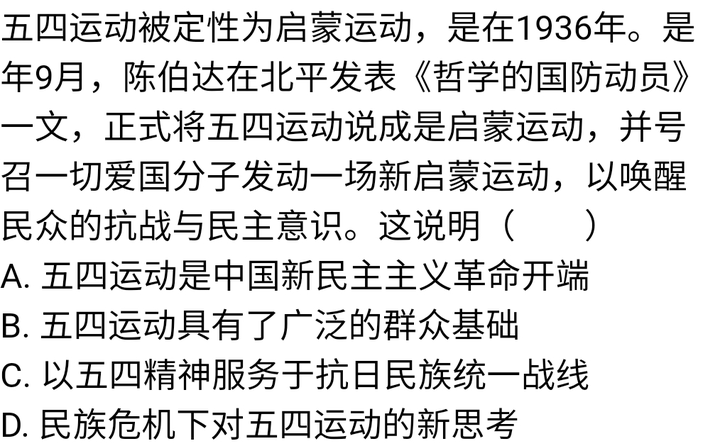 五四运动被定性为启蒙运动，是在1936年。是
年9月，陈伯达在北平发表《哲学的国防动员》
一文，正式将五四运动说成是启蒙运动，并号
召一切爱国分子发动一场新启蒙运动，以唤醒
民众的抗战与民主意识。这说明（　　）
A. 五四运动是中国新民主主义革命开端
B. 五四运动具有了广泛的群众基础
C. 以五四精神服务于抗日民族统一战线
D. 民族危机下对五四运动的新思考